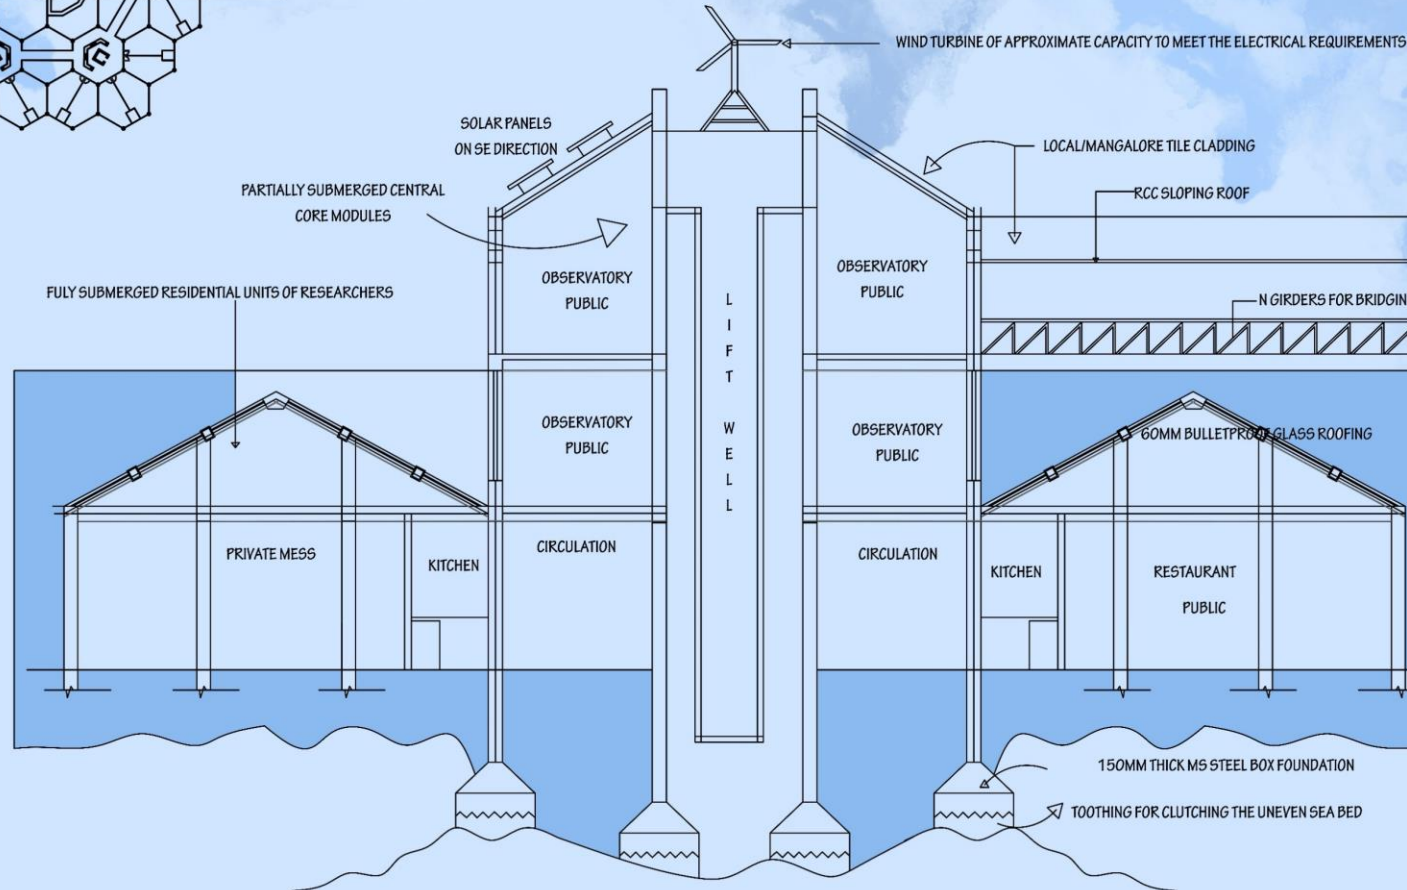 WIND TURBINE OF APPROXIMATE CAPACITY TO MEET THE ELECTRICAL REQUIREMENTS
SOLAR PANELS
ON SE DIRECTION
LOCAL/MANGALORE TILE CLADDING
PARTIALLY SUBMERGED CENTRAL
CORE MODULES
RCC SLOPING ROOF
OBSERVATORY
PUBLIC
OBSERVATORY
PUBLIC
FULY SUBMERGED RESIDENTIAL UNITS OF RESEARCHERS
N GIRDERS FOR BRIDGIN
LIFT WELL
OBSERVATORY
PUBLIC
OBSERVATORY
PUBLIC
60MM BULLETPROOF GLASS ROOFING
PRIVATE MESS
KITCHEN
CIRCULATION
CIRCULATION
KITCHEN
RESTAURANT
PUBLIC
150MM THICK MS STEEL BOX FOUNDATION
TOOTHING FOR CLUTCHING THE UNEVEN SEA BED